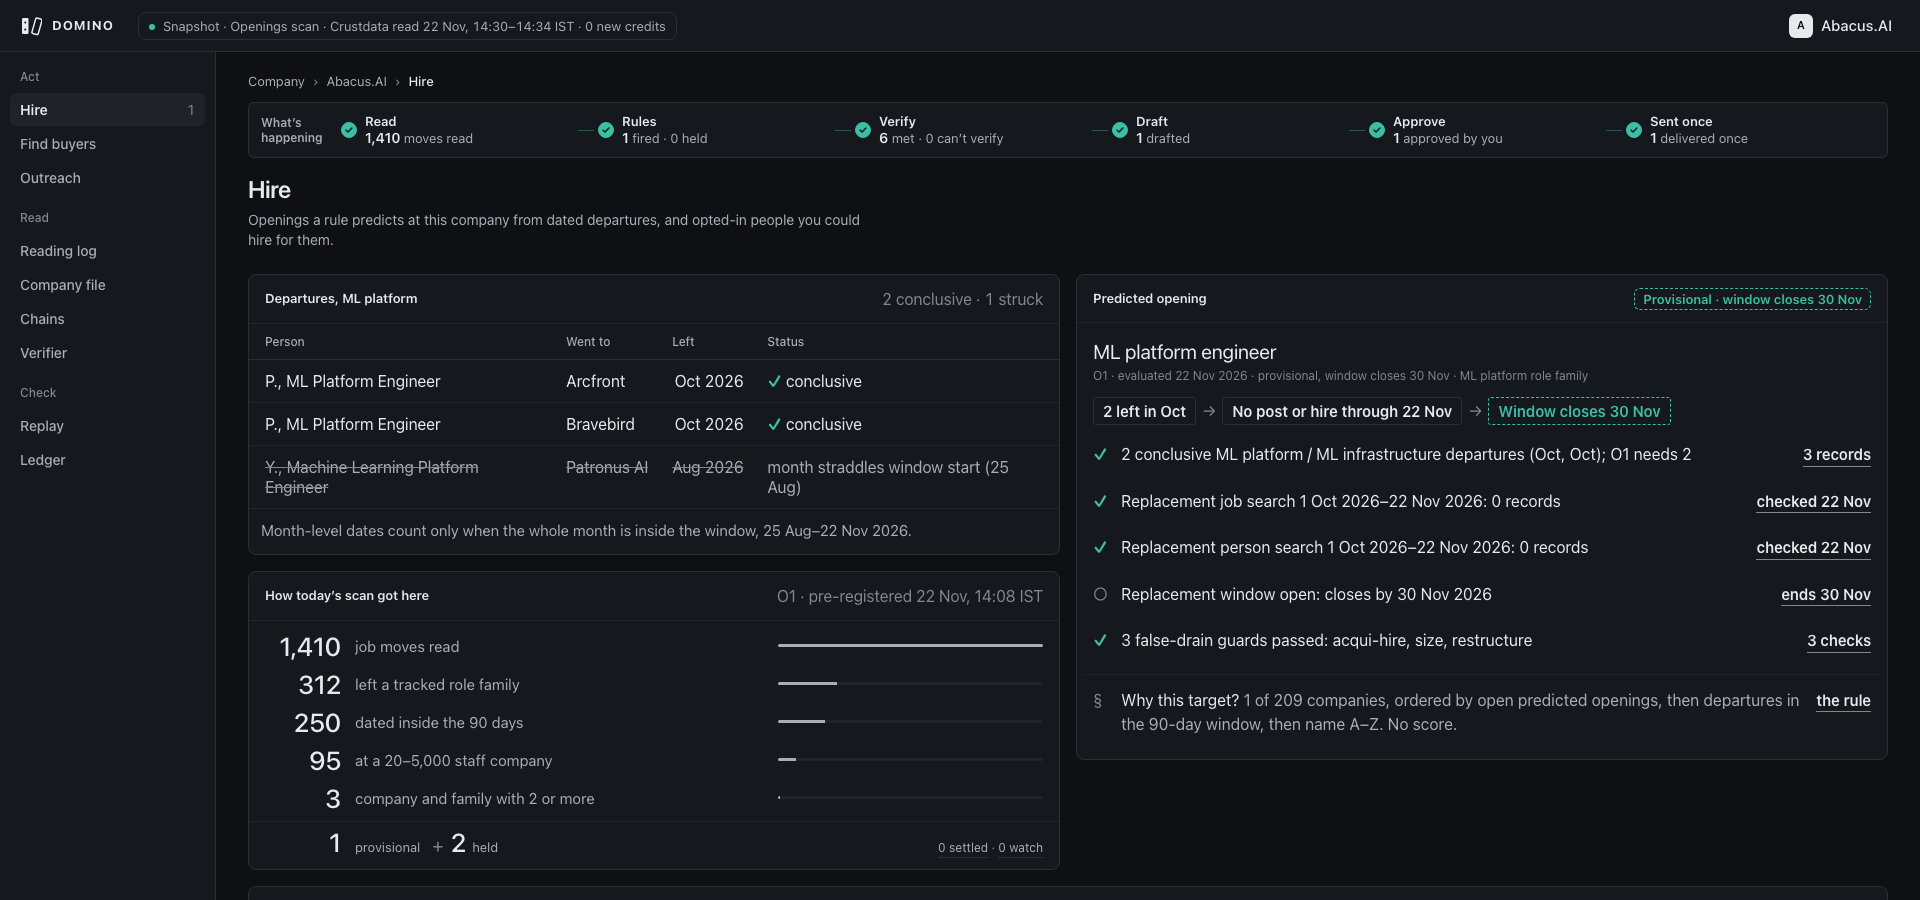 DOMINO
Snapshot · Openings scan · Crustdata read 22 Nov, 14:30–14:34 IST · 0 new credits
A
Abacus.AI
Act
Hire 1
Find buyers
Outreach
Read
Reading log
Company file
Chains
Verifier
Check
Replay
Ledger
Company › Abacus.AI › Hire
What's
happening
Read
1,410 moves read
Rules
1 fired · 0 held
Verify
6 met · 0 can't verify
Draft
1 drafted
Approve
1 approved by you
Sent once
1 delivered once
Hire
Openings a rule predicts at this company from dated departures, and opted-in people you could
hire for them.
Departures, ML platform 2 conclusive · 1 struck
Person Went to Left Status
P., ML Platform Engineer Arcfront Oct 2026 ✓ conclusive
P., ML Platform Engineer Bravebird Oct 2026 ✓ conclusive
Y., Machine Learning Platform Patronus AI Aug 2026 month straddles window start (25
Engineer Aug)
Month-level dates count only when the whole month is inside the window, 25 Aug–22 Nov 2026.
How today's scan got here O1 · pre-registered 22 Nov, 14:08 IST
1,410 job moves read
312 left a tracked role family
250 dated inside the 90 days
95 at a 20–5,000 staff company
3 company and family with 2 or more
1 provisional + 2 held 0 settled · 0 watch
Predicted opening Provisional · window closes 30 Nov
ML platform engineer
O1 · evaluated 22 Nov 2026 · provisional, window closes 30 Nov · ML platform role family
2 left in Oct → No post or hire through 22 Nov → Window closes 30 Nov
✓ 2 conclusive ML platform / ML infrastructure departures (Oct, Oct); O1 needs 2 3 records
✓ Replacement job search 1 Oct 2026–22 Nov 2026: 0 records checked 22 Nov
✓ Replacement person search 1 Oct 2026–22 Nov 2026: 0 records checked 22 Nov
Replacement window open: closes by 30 Nov 2026 ends 30 Nov
✓ 3 false-drain guards passed: acqui-hire, size, restructure 3 checks
§ Why this target? 1 of 209 companies, ordered by open predicted openings, then departures in the rule
the 90-day window, then name A–Z. No score.